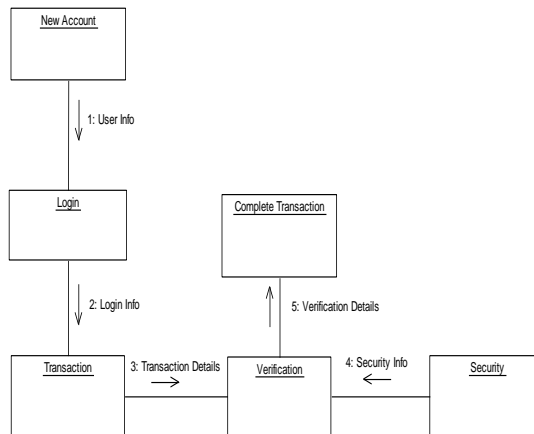 New Account
1: User Info
Login
Complete Transaction
2: Login Info
5: Verification Details
Transaction
3: Transaction Details
Verification
4: Security Info
Security